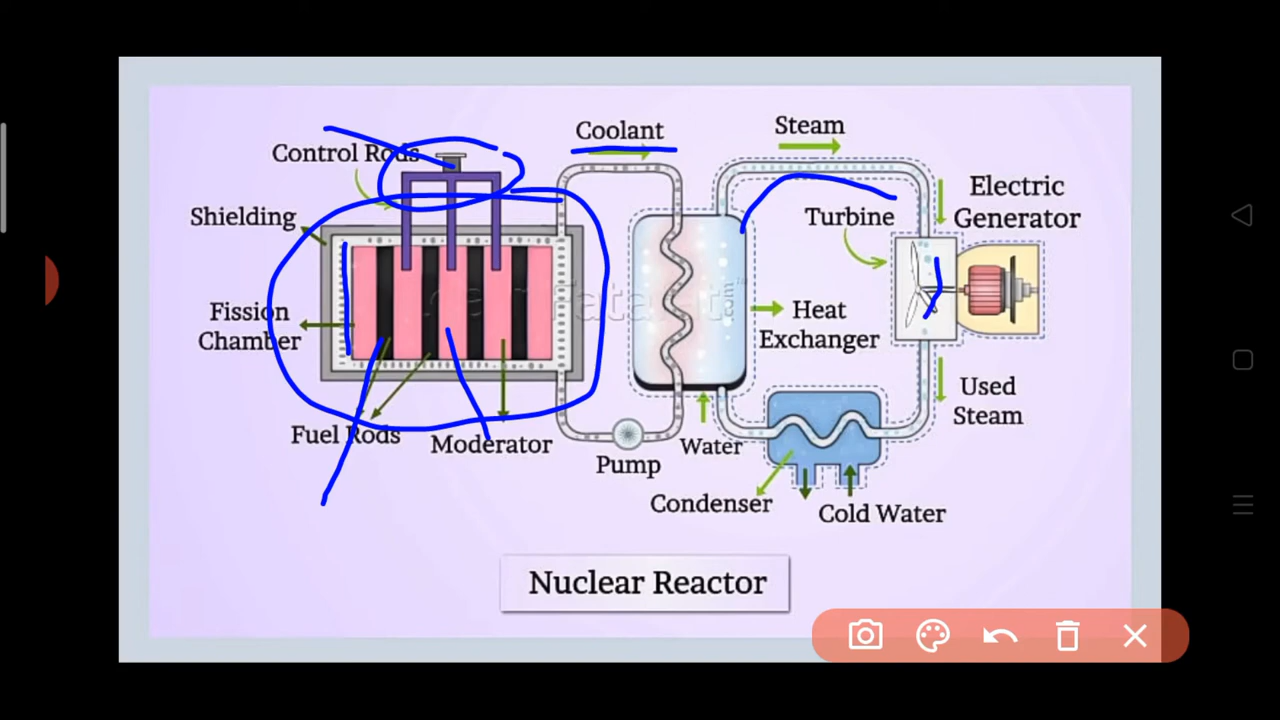 Coolant
Steam
Control Rods
Electric
Generator
Shielding
Turbine
Fission
Chamber
Heat
Exchanger
Used
Steam
Fuel Rods
Moderator
Water
Pump
Condenser
Cold Water
Nuclear Reactor